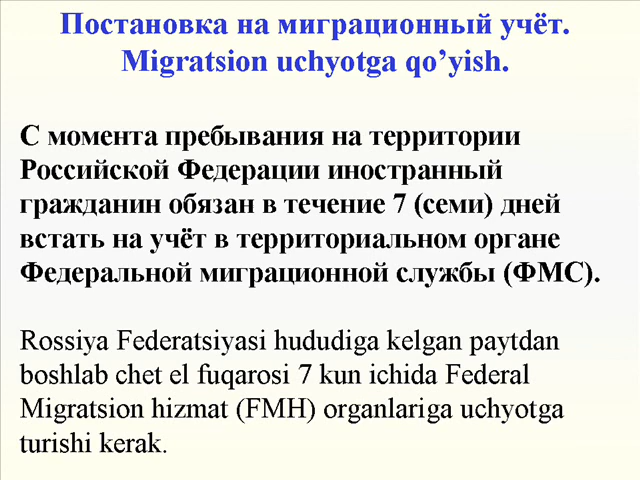 Постановка на миграционный учёт.
Migratsion uchyotga qo’yish.
С момента пребывания на территории
Российской Федерации иностранный
гражданин обязан в течение 7 (семи) дней
встать на учёт в территориальном органе
Федеральной миграционной службы (ФМС).
Rossiya Federatsiyasi hududiga kelgan paytdan
boshlab chet el fuqarosi 7 kun ichida Federal
Migratsion hizmat (FMH) organlariga uchyotga
turishi kerak.